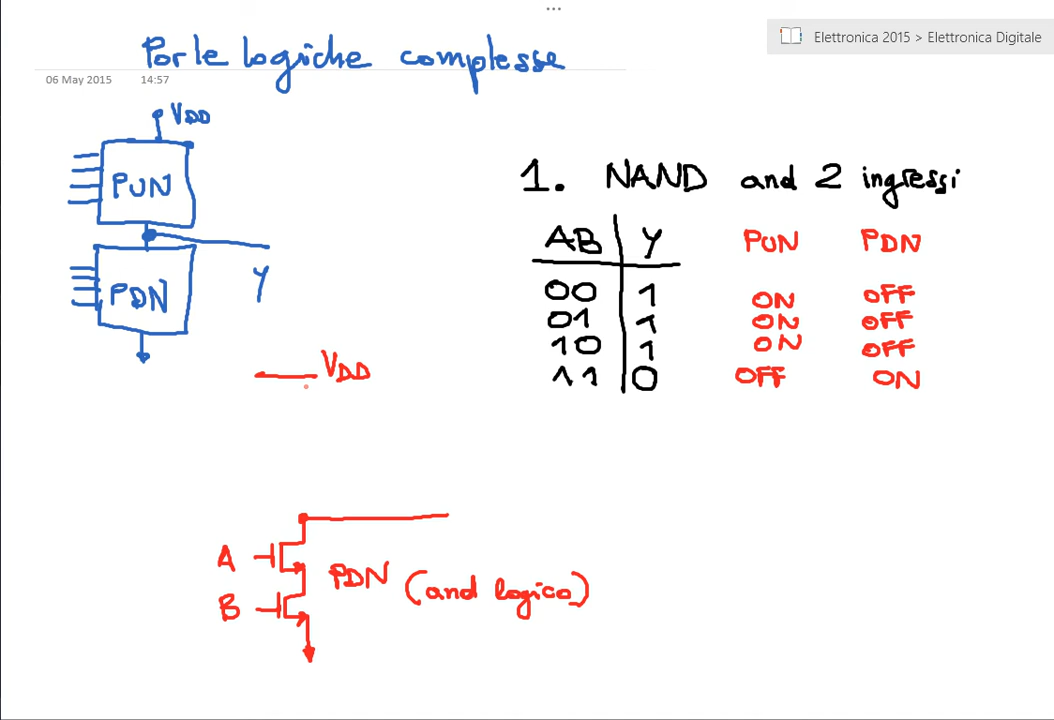 Elettronica 2015 > Elettronica Digitale
Porte logiche complesse
06 May 2015 14:57
VDD
PUN
PDN
Y
VDD
1. NAND and 2 ingressi
AB Y PUN PDN
00 1 ON OFF
01 1 ON OFF
10 1 ON OFF
11 0 OFF ON
A
PDN (and logico)
B